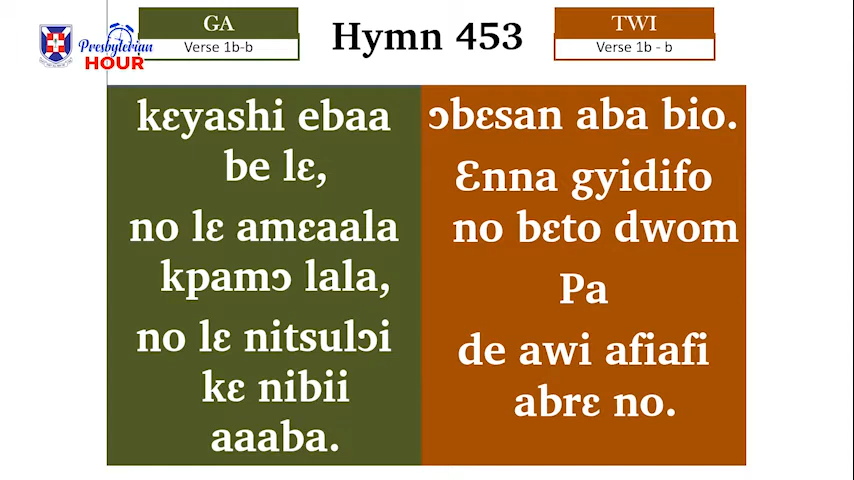 Presbyterian
HOUR
GA
Verse 1b-b
Hymn 453
TWI
Verse 1b - b
kɛyashi ebaa
be lɛ,
no lɛ amɛaala
kpamɔ lala,
no lɛ nitsulɔi
kɛ nibii
aaaba.
ɔbɛsan aba bio.
Ɛnna gyidifo
no bɛto dwom
Pa
de awi afiafi
abrɛ no.